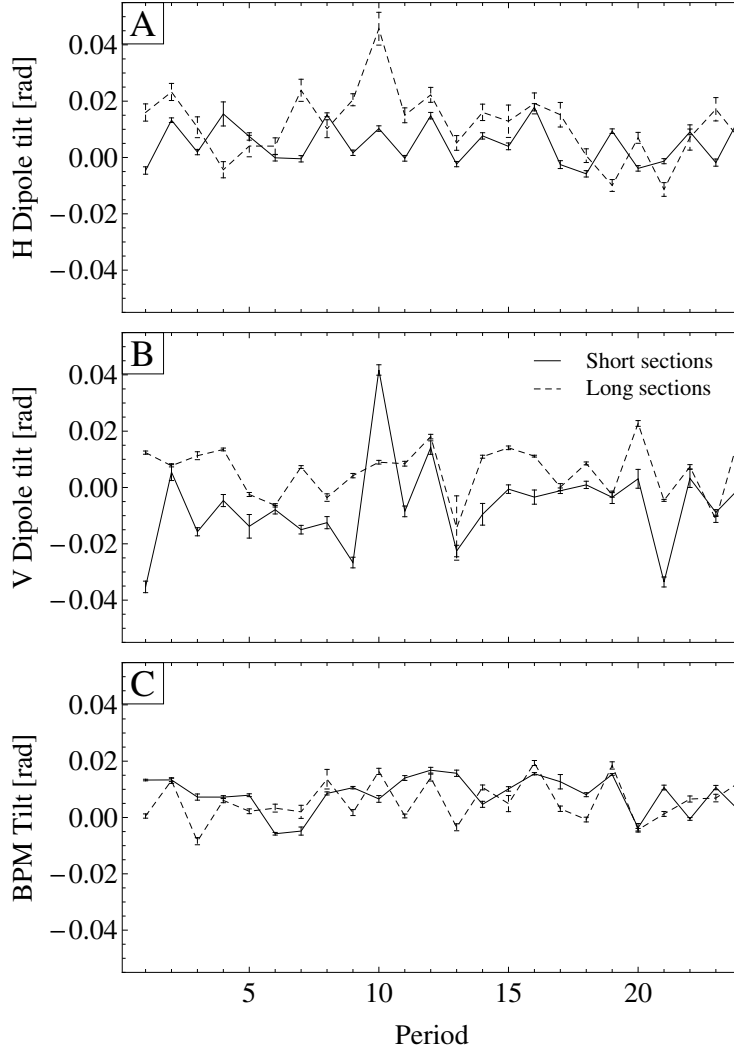 A
H Dipole tilt [rad]
0.04
0.02
0.00
−0.02
−0.04
B
V Dipole tilt [rad]
0.04
0.02
0.00
−0.02
−0.04
Short sections
Long sections
C
BPM Tilt [rad]
0.04
0.02
0.00
−0.02
−0.04
5 10 15 20
Period